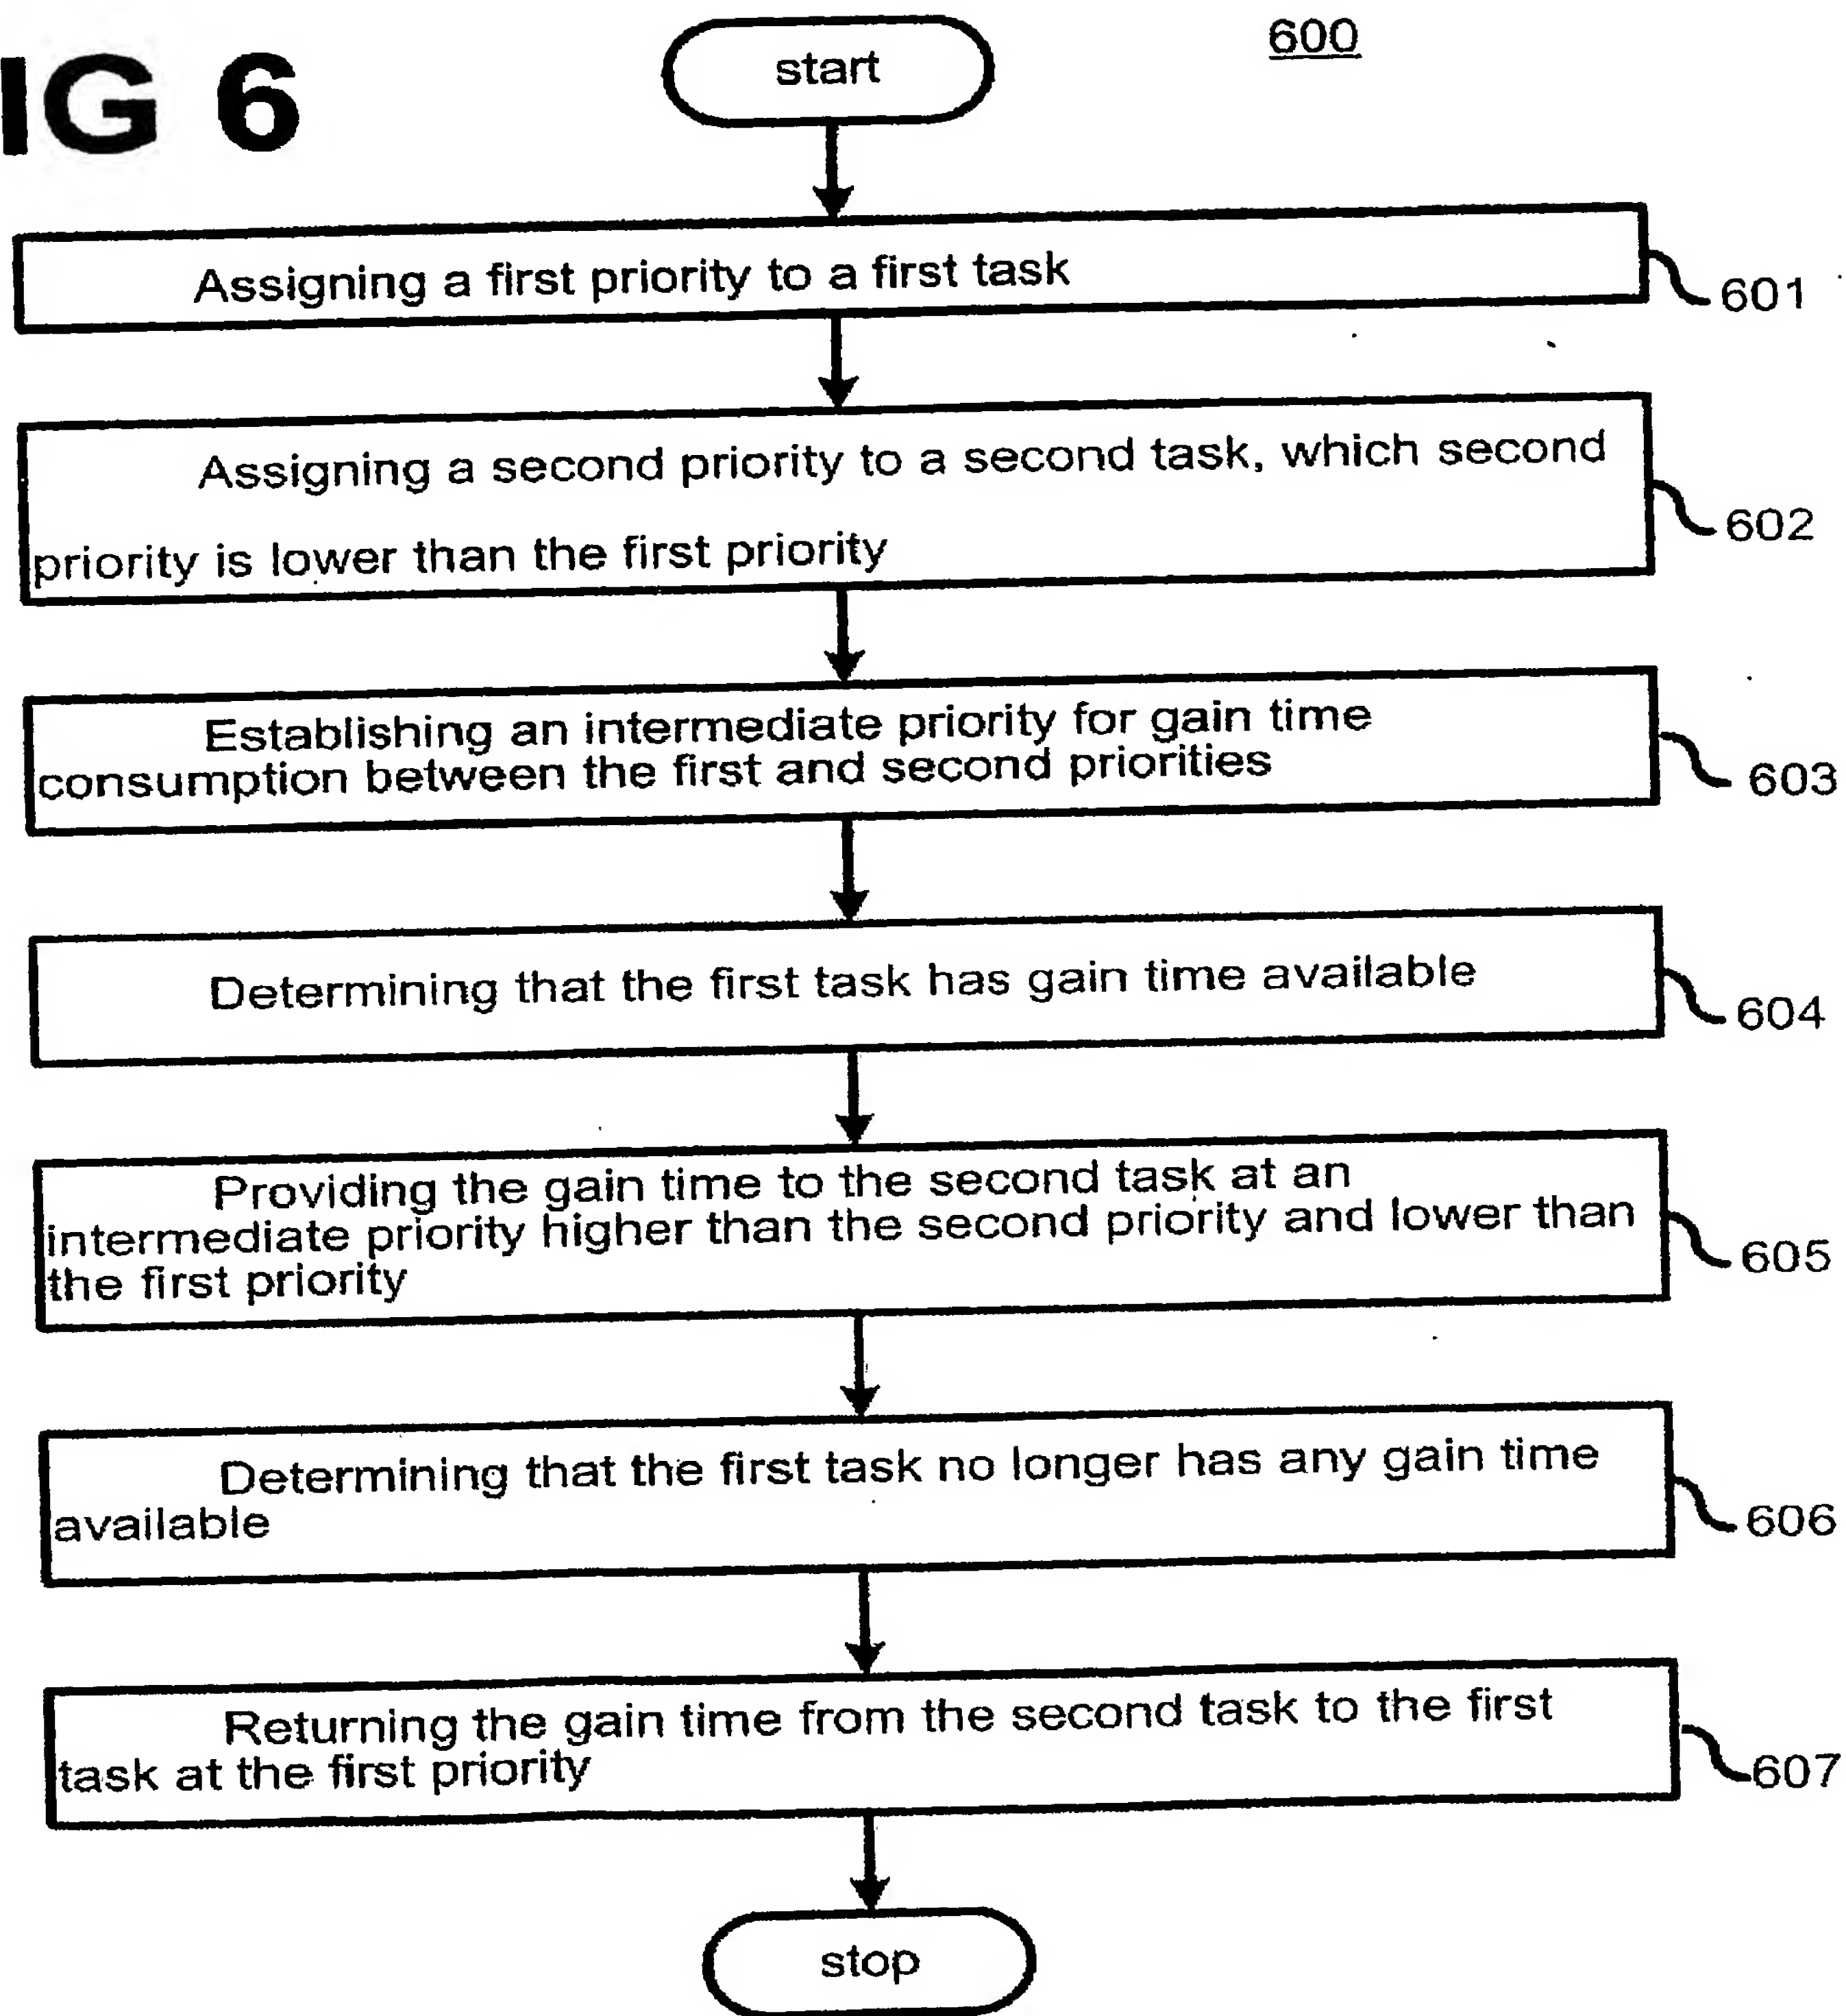 IG 6
600
start
Assigning a first priority to a first task
601
Assigning a second priority to a second task, which second
priority is lower than the first priority
602
Establishing an intermediate priority for gain time
consumption between the first and second priorities
603
Determining that the first task has gain time available
604
Providing the gain time to the second task at an
intermediate priority higher than the second priority and lower than
the first priority
605
Determining that the first task no longer has any gain time
available
606
Returning the gain time from the second task to the first
task at the first priority
607
stop